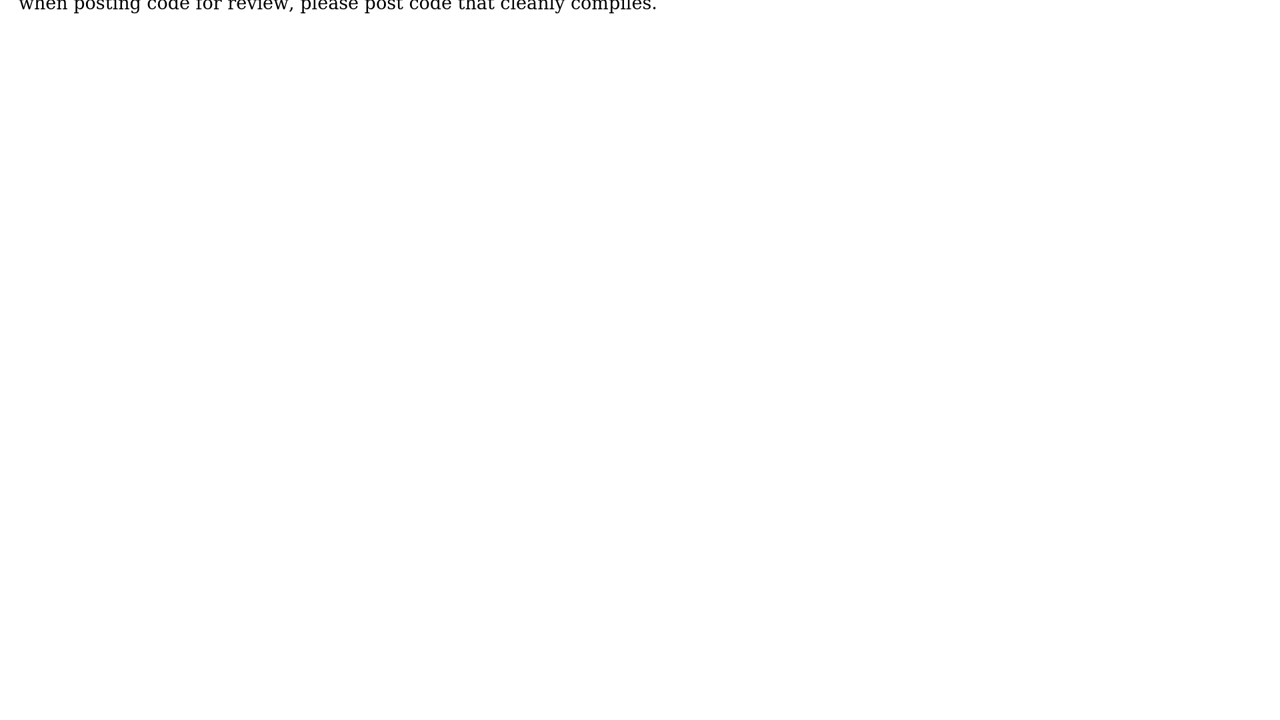 when posting code for review, please post code that cleanly compiles.